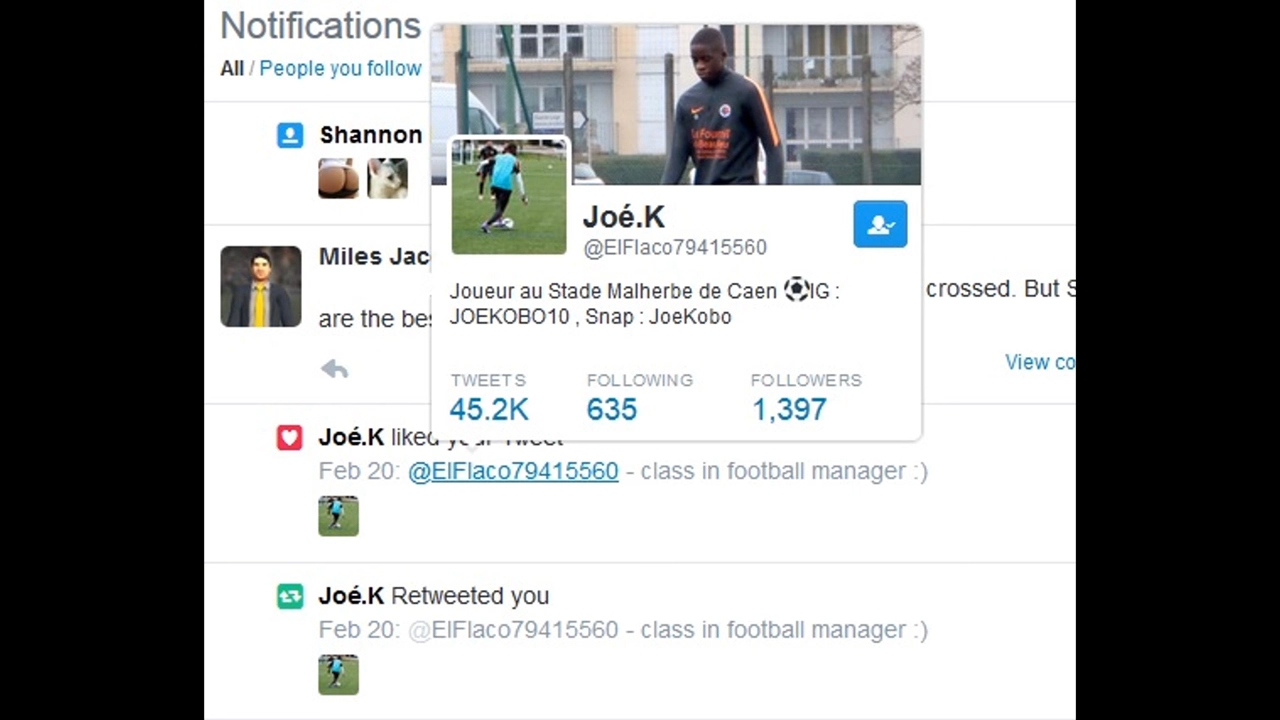 Notifications
All / People you follow
Shannon
Joé.K
@ElFlaco79415560
Miles Jac
Joueur au Stade Malherbe de Caen ⚽IG :
JOEKOBO10 , Snap : JoeKobo
crossed. But S
are the bes
View co
TWEETS FOLLOWING FOLLOWERS
45.2K 635 1,397
Joé.K liked your Tweet
Feb 20: @ElFlaco79415560 - class in football manager :)
Joé.K Retweeted you
Feb 20: @ElFlaco79415560 - class in football manager :)